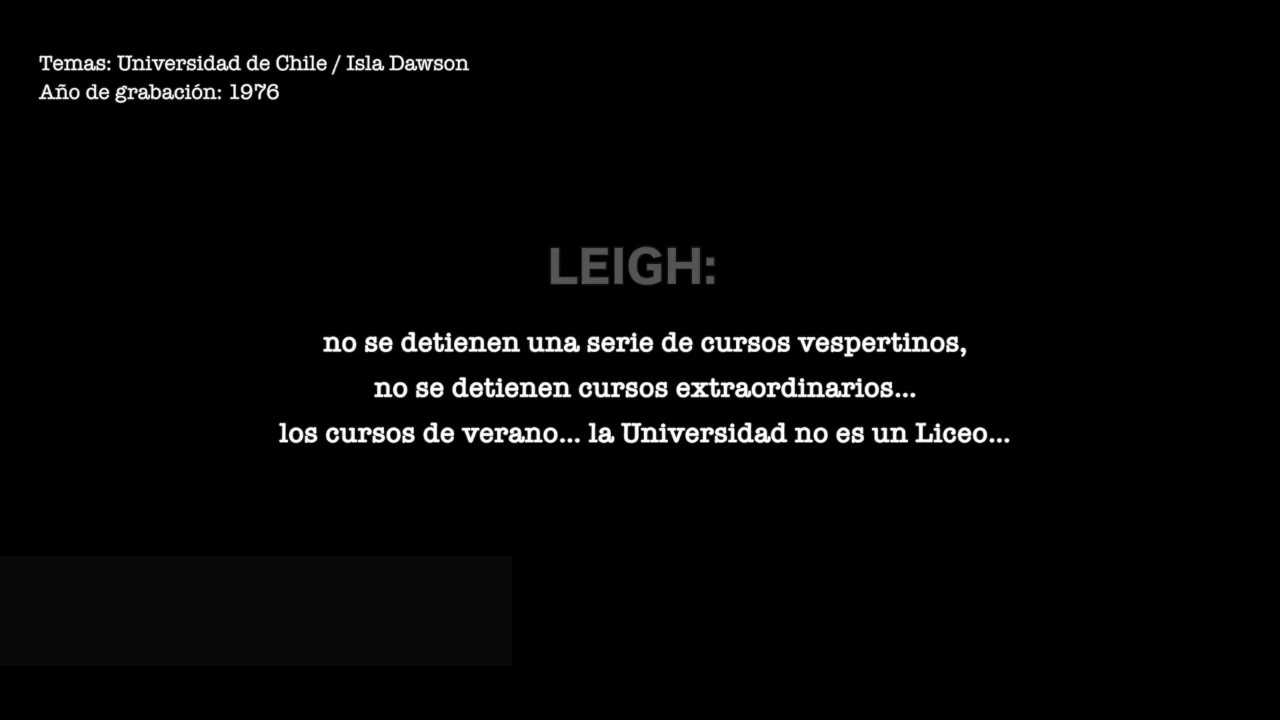 Temas: Universidad de Chile / Isla Dawson
Año de grabación: 1976
LEIGH:
no se detienen una serie de cursos vespertinos,
no se detienen cursos extraordinarios...
los cursos de verano... la Universidad no es un Liceo...